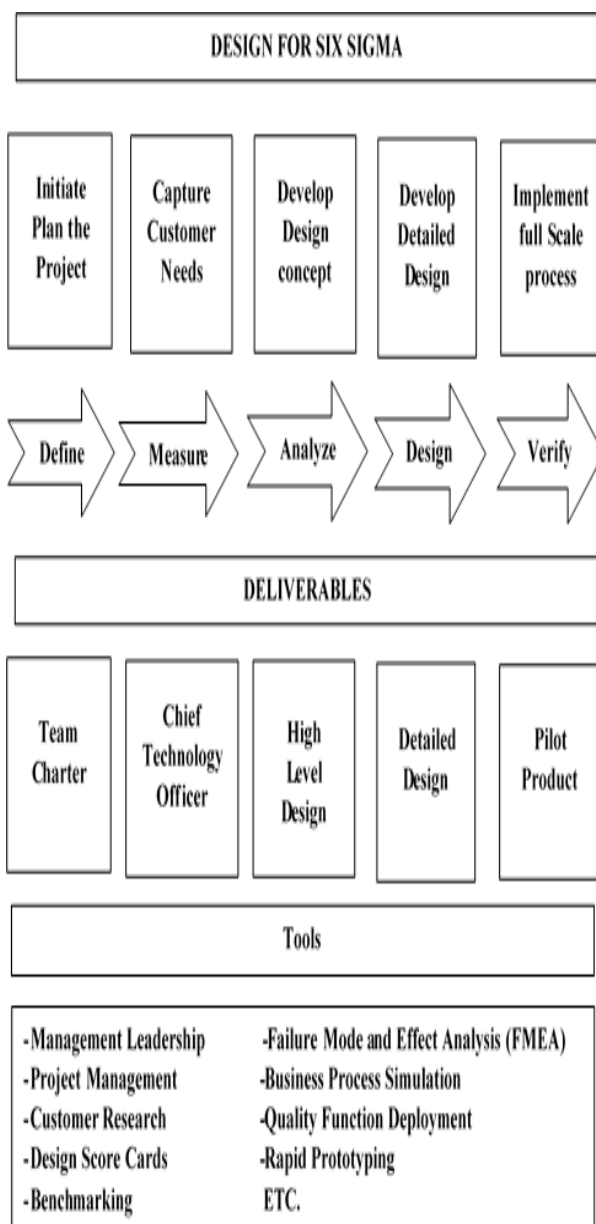 DESIGN FOR SIX SIGMA
Initiate
Plan the
Project
Capture
Customer
Needs
Develop
Design
concept
Develop
Detailed
Design
Implement
full Scale
process
Define
Measure
Analyze
Design
Verify
DELIVERABLES
Team
Charter
Chief
Technology
Officer
High
Level
Design
Detailed
Design
Pilot
Product
Tools
-Management Leadership
-Project Management
-Customer Research
-Design Score Cards
-Benchmarking
-Failure Mode and Effect Analysis (FMEA)
-Business Process Simulation
-Quality Function Deployment
-Rapid Prototyping
ETC.